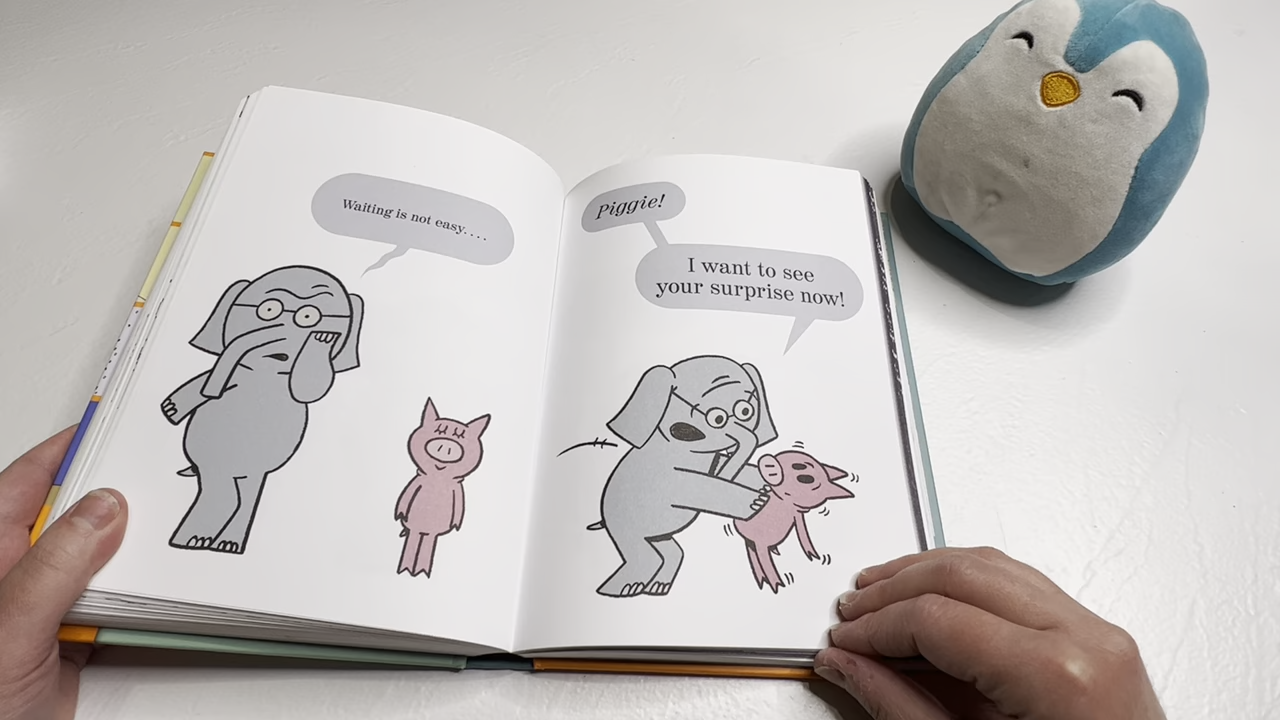 Waiting is not easy. . . .
Piggie!
I want to see
your surprise now!